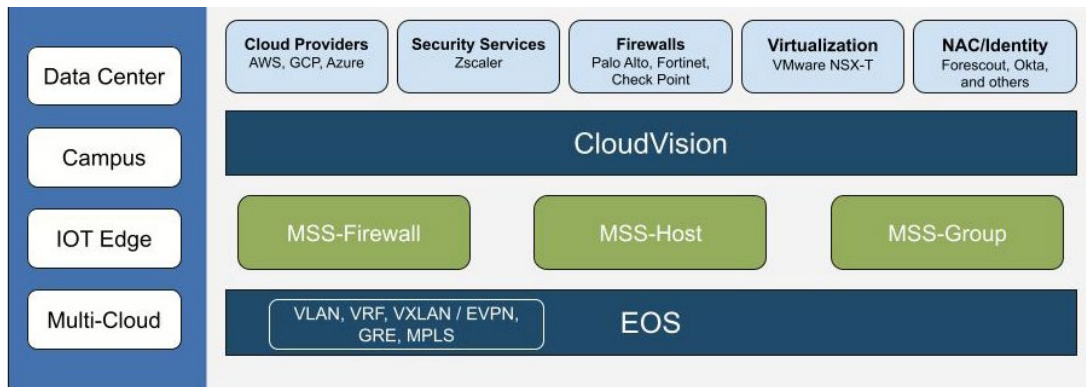 Data Center
Campus
IOT Edge
Multi-Cloud
Cloud Providers
AWS, GCP, Azure
Security Services
Zscaler
Firewalls
Palo Alto, Fortinet,
Check Point
Virtualization
VMware NSX-T
NAC/Identity
Forescout, Okta,
and others
CloudVision
MSS-Firewall
MSS-Host
MSS-Group
VLAN, VRF, VXLAN / EVPN,
GRE, MPLS
EOS